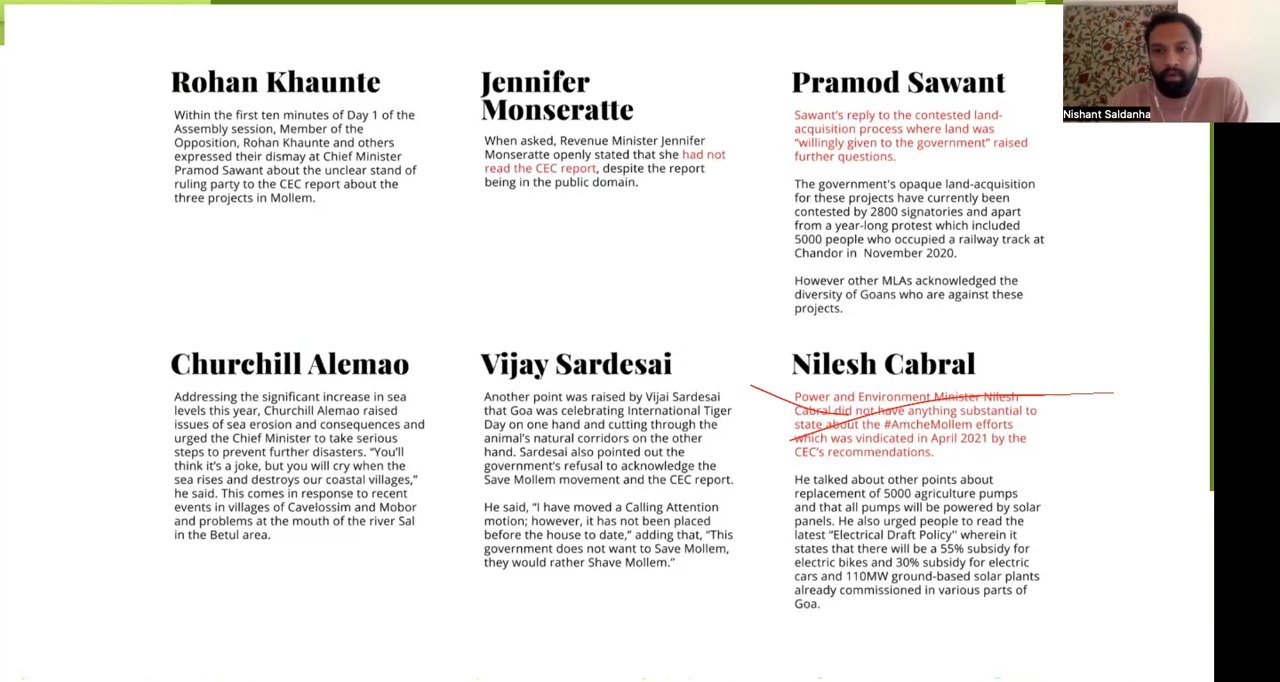 Rohan Khaunte
Within the first ten minutes of Day 1 of the
Assembly session, Member of the
Opposition, Rohan Khaunte and others
expressed their dismay at Chief Minister
Pramod Sawant about the unclear stand of
ruling party to the CEC report about the
three projects in Mollem.
Jennifer
Monseratte
When asked, Revenue Minister Jennifer
Monseratte openly stated that she had not
read the CEC report, despite the report
being in the public domain.
Pramod Sawant
Sawant's reply to the contested land-
acquisition process where land was
"willingly given to the government" raised
further questions.
The government's opaque land-acquisition
for these projects have currently been
contested by 2800 signatories and apart
from a year-long protest which included
5000 people who occupied a railway track at
Chandor in November 2020.
However other MLAs acknowledged the
diversity of Goans who are against these
projects.
Nishant Saldanha
Churchill Alemao
Addressing the significant increase in sea
levels this year, Churchill Alemao raised
issues of sea erosion and consequences and
urged the Chief Minister to take serious
steps to prevent further disasters. "You'll
think it's a joke, but you will cry when the
sea rises and destroys our coastal villages,"
he said. This comes in response to recent
events in villages of Cavelossim and Mobor
and problems at the mouth of the river Sal
in the Betul area.
Vijay Sardesai
Another point was raised by Vijai Sardesai
that Goa was celebrating International Tiger
Day on one hand and cutting through the
animal's natural corridors on the other
hand. Sardesai also pointed out the
government's refusal to acknowledge the
Save Mollem movement and the CEC report.
He said, "I have moved a Calling Attention
motion; however, it has not been placed
before the house to date," adding that, "This
government does not want to Save Mollem,
they would rather Shave Mollem."
Nilesh Cabral
Power and Environment Minister Nilesh
Cabral did not have anything substantial to
state about the #AmcheMollem efforts
which was vindicated in April 2021 by the
CEC's recommendations.
He talked about other points about
replacement of 5000 agriculture pumps
and that all pumps will be powered by solar
panels. He also urged people to read the
latest "Electrical Draft Policy" wherein it
states that there will be a 55% subsidy for
electric bikes and 30% subsidy for electric
cars and 110MW ground-based solar plants
already commissioned in various parts of
Goa.